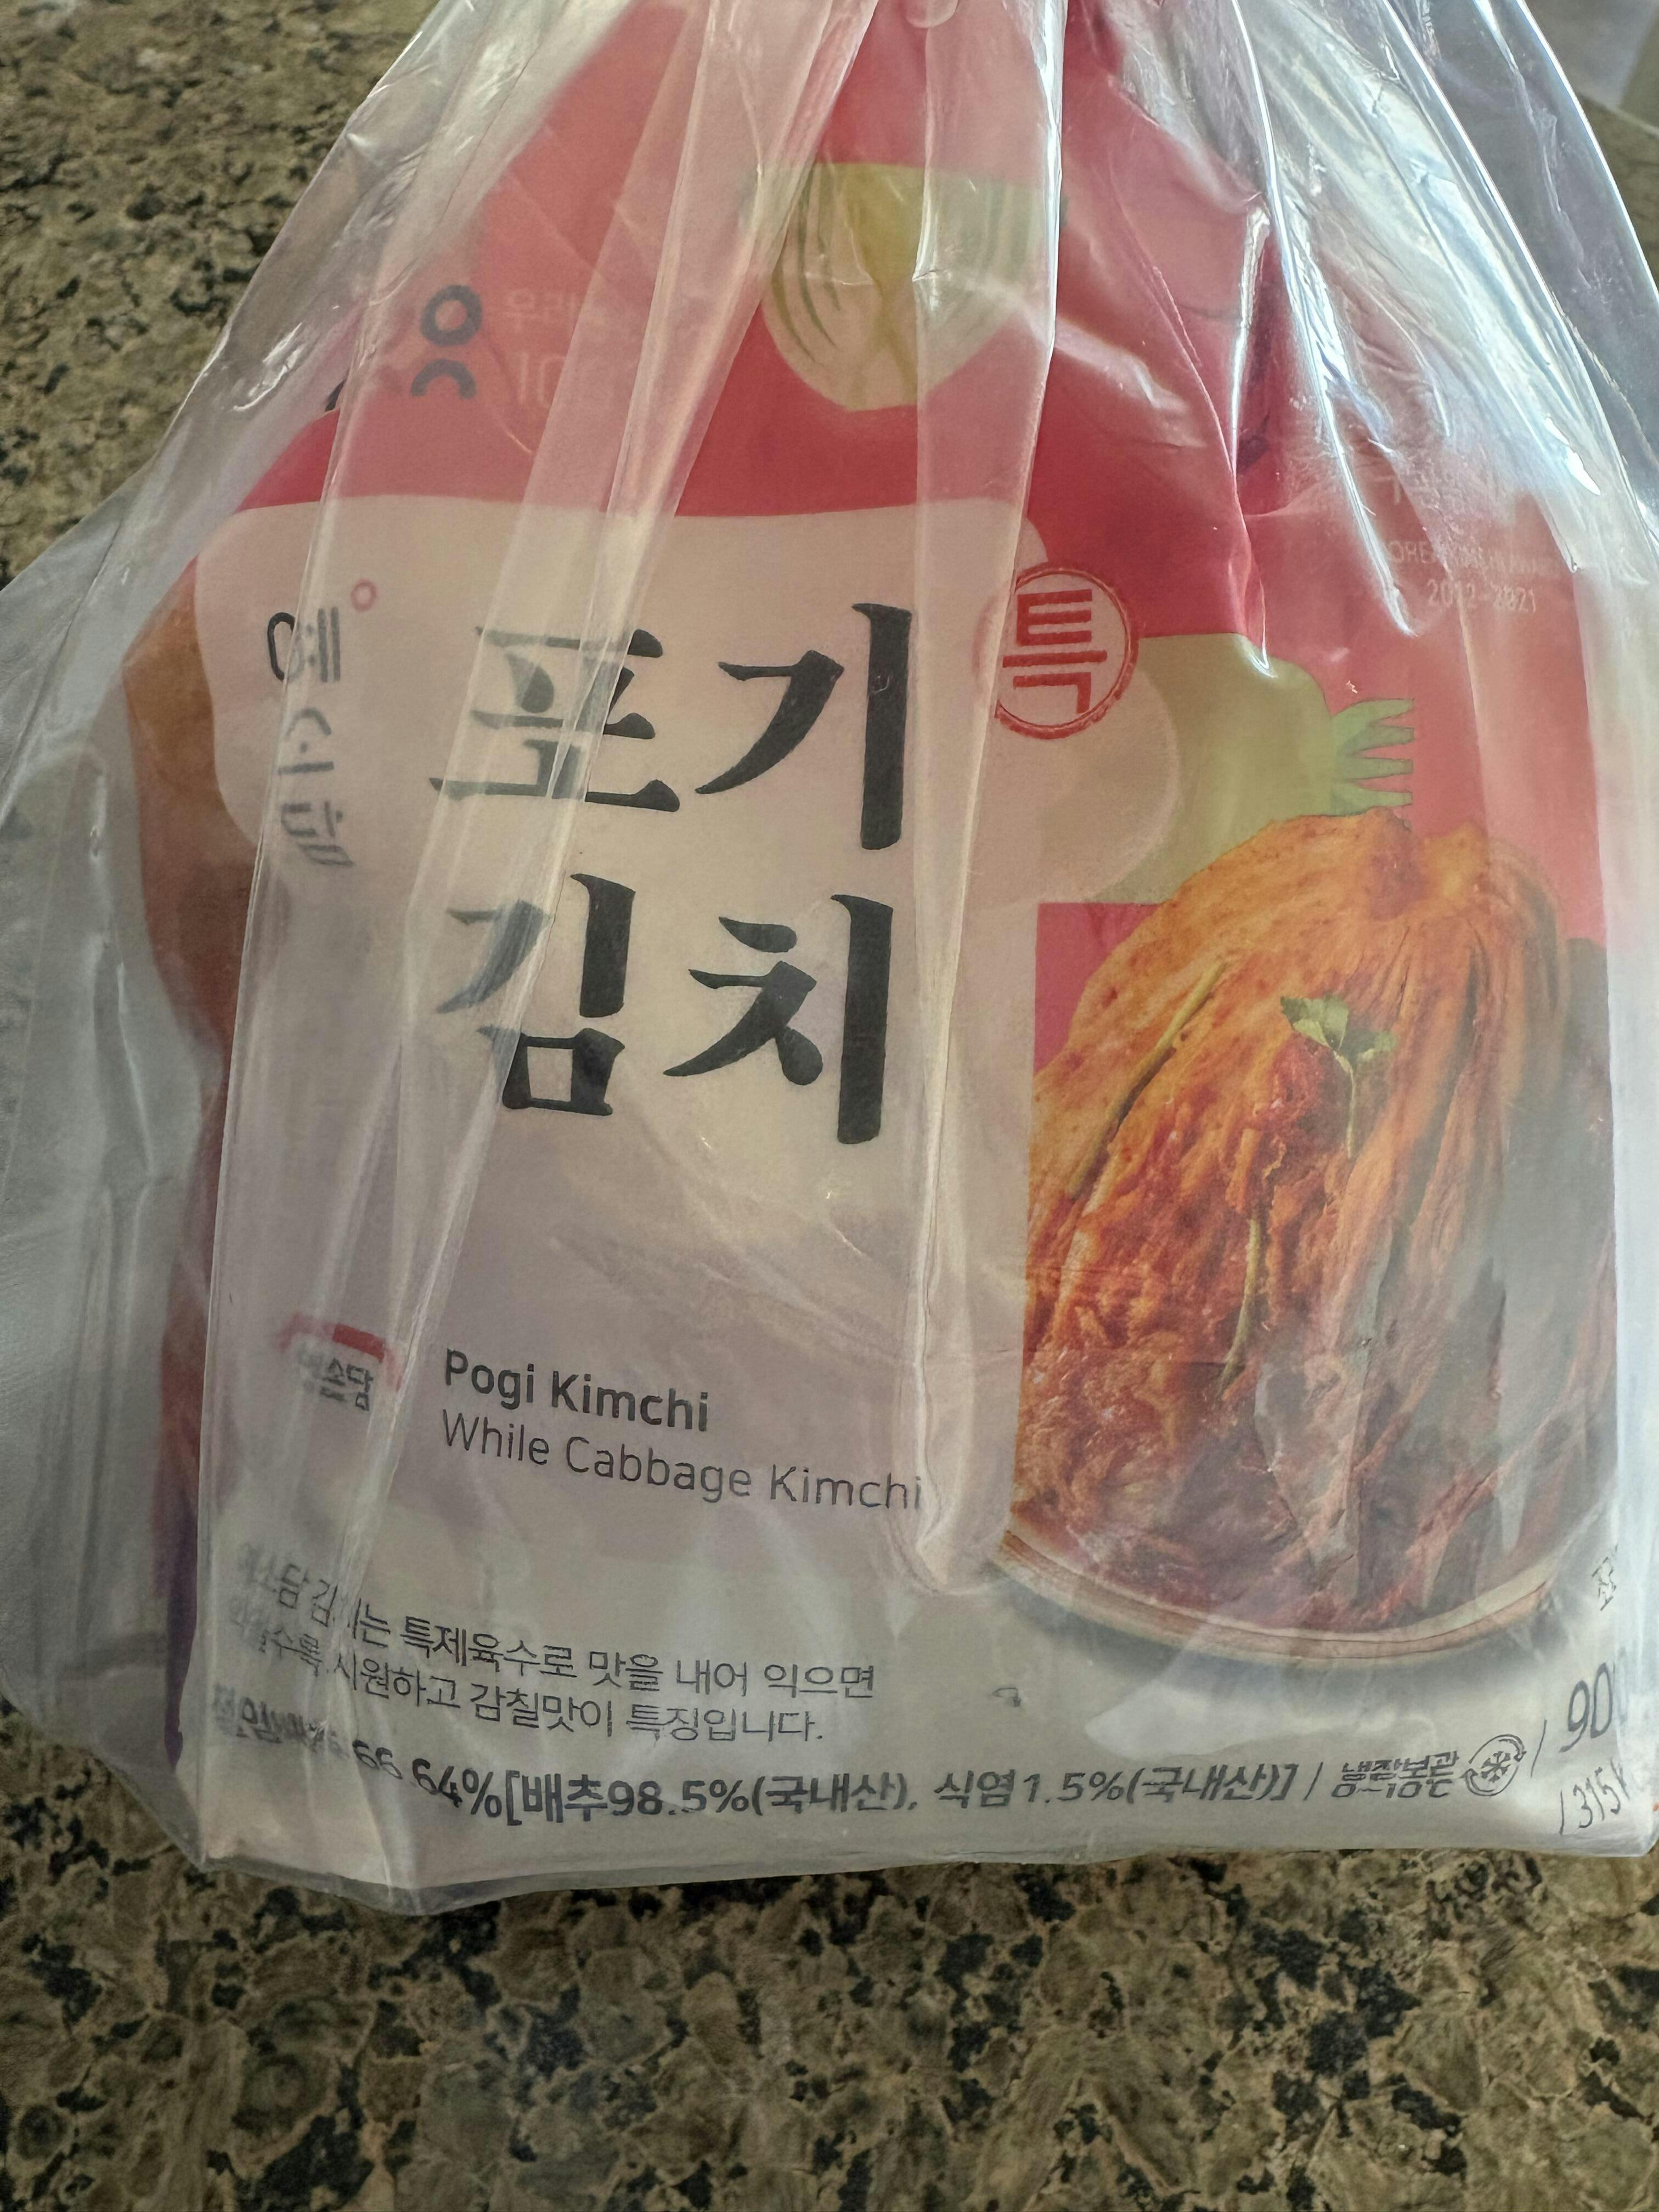 예소담
특
포기
김치
2012-2021
Pogi Kimchi
While Cabbage Kimchi
특제육수로 맛을 내어 익으면
시원하고 감칠맛이 특징입니다.
64%[배추98.5%(국내산), 식염1.5%(국내산)] / 냉장보관 /